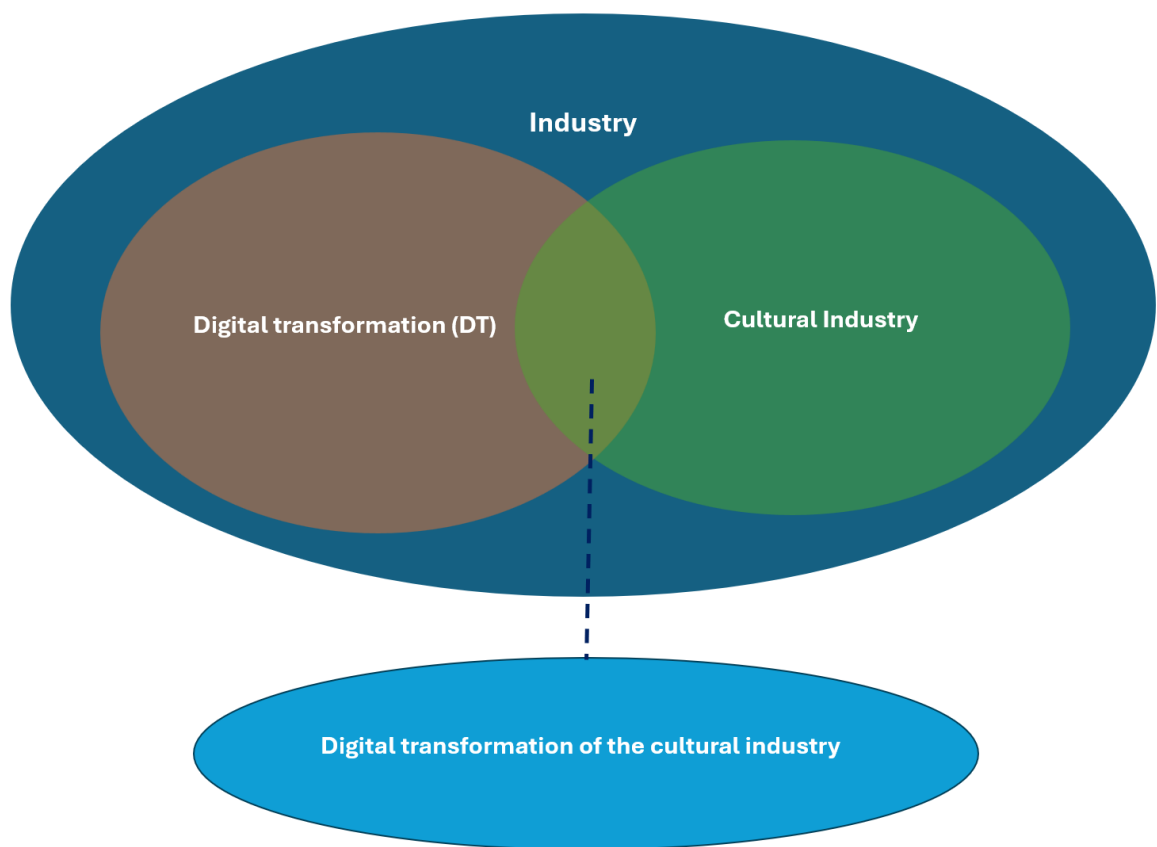 Industry
Digital transformation (DT)
Cultural Industry
Digital transformation of the cultural industry